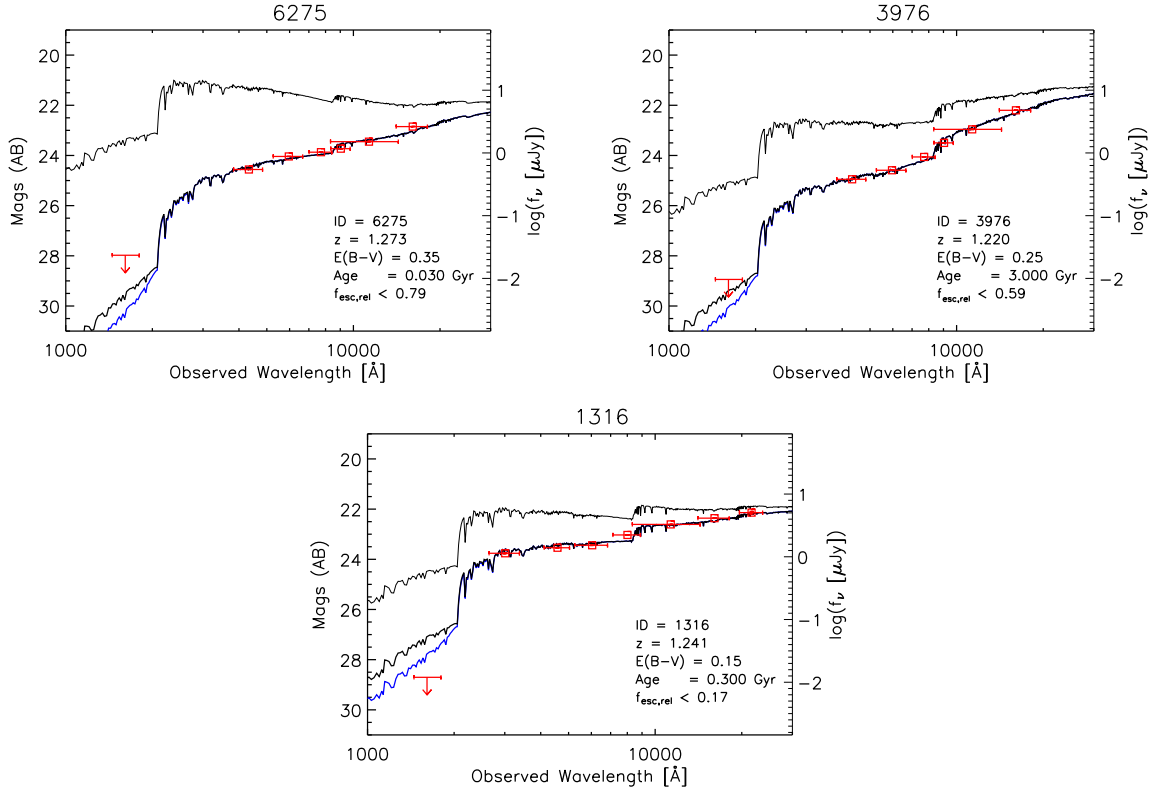 6275
3976
20
22
24
26
28
30
Mags (AB)
1
0
−1
−2
log(fν [μJy])
ID = 6275
z = 1.273
E(B−V) = 0.35
Age = 0.030 Gyr
fesc,rel < 0.79
1000
10000
Observed Wavelength [Å]
20
22
24
26
28
30
Mags (AB)
1
0
−1
−2
log(fν [μJy])
ID = 3976
z = 1.220
E(B−V) = 0.25
Age = 3.000 Gyr
fesc,rel < 0.59
1000
10000
Observed Wavelength [Å]
1316
20
22
24
26
28
30
Mags (AB)
1
0
−1
−2
log(fν [μJy])
ID = 1316
z = 1.241
E(B−V) = 0.15
Age = 0.300 Gyr
fesc,rel < 0.17
1000
10000
Observed Wavelength [Å]